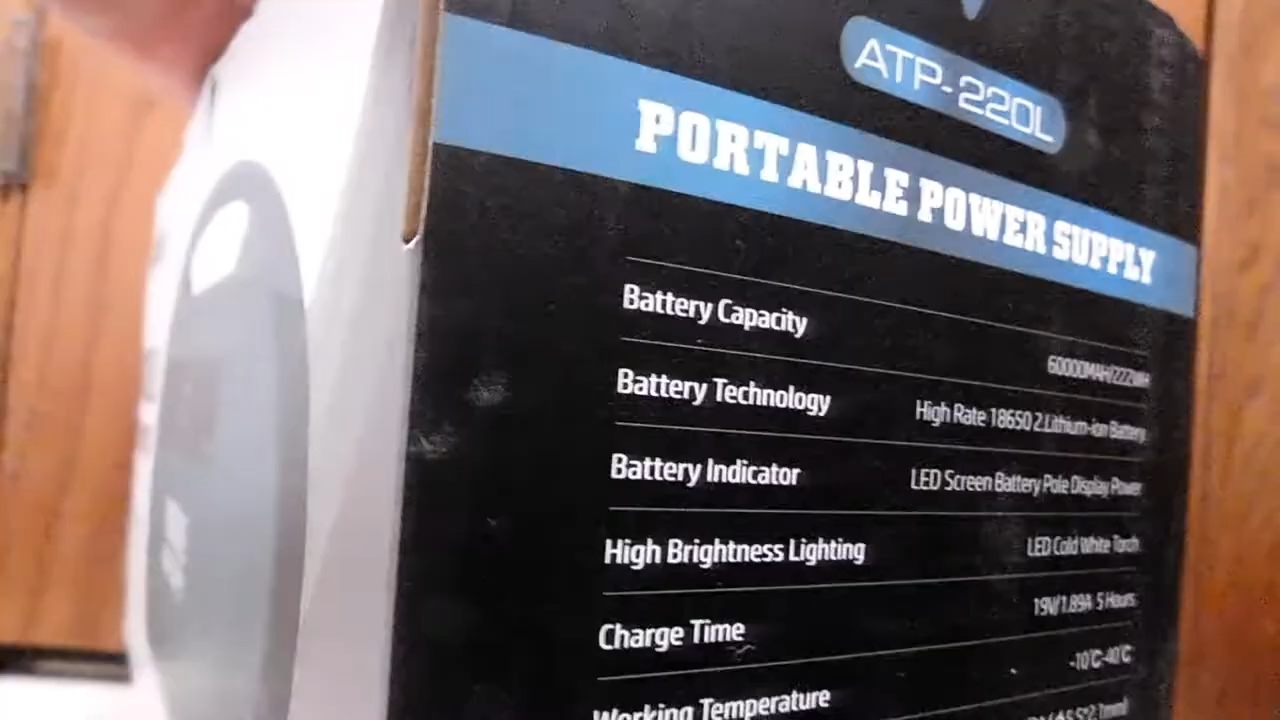 ATP-220L
PORTABLE POWER SUPPLY
Battery Capacity
60000MAH/222WH
Battery Technology
High Rate 18650 2.Lithium-ion Battery
Battery Indicator
LED Screen Battery Pole Display Power
High Brightness Lighting
LED Cold White Torch
Charge Time
19V/1.89A 5 Hours
Working Temperature
-10℃-40℃